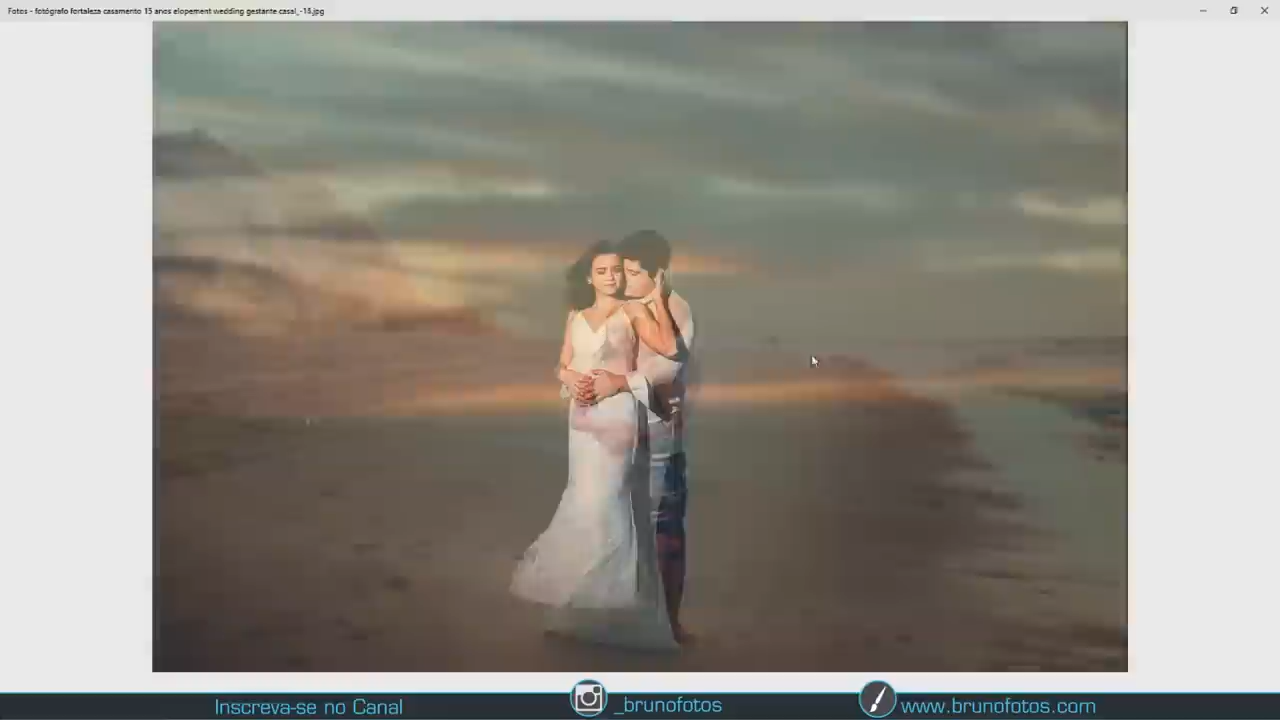 Fotos - fotógrafo fortaleza casamento 15 anos elopement wedding gestante casal_-18.jpg
Inscreva-se no Canal
_brunofotos
www.brunofotos.com